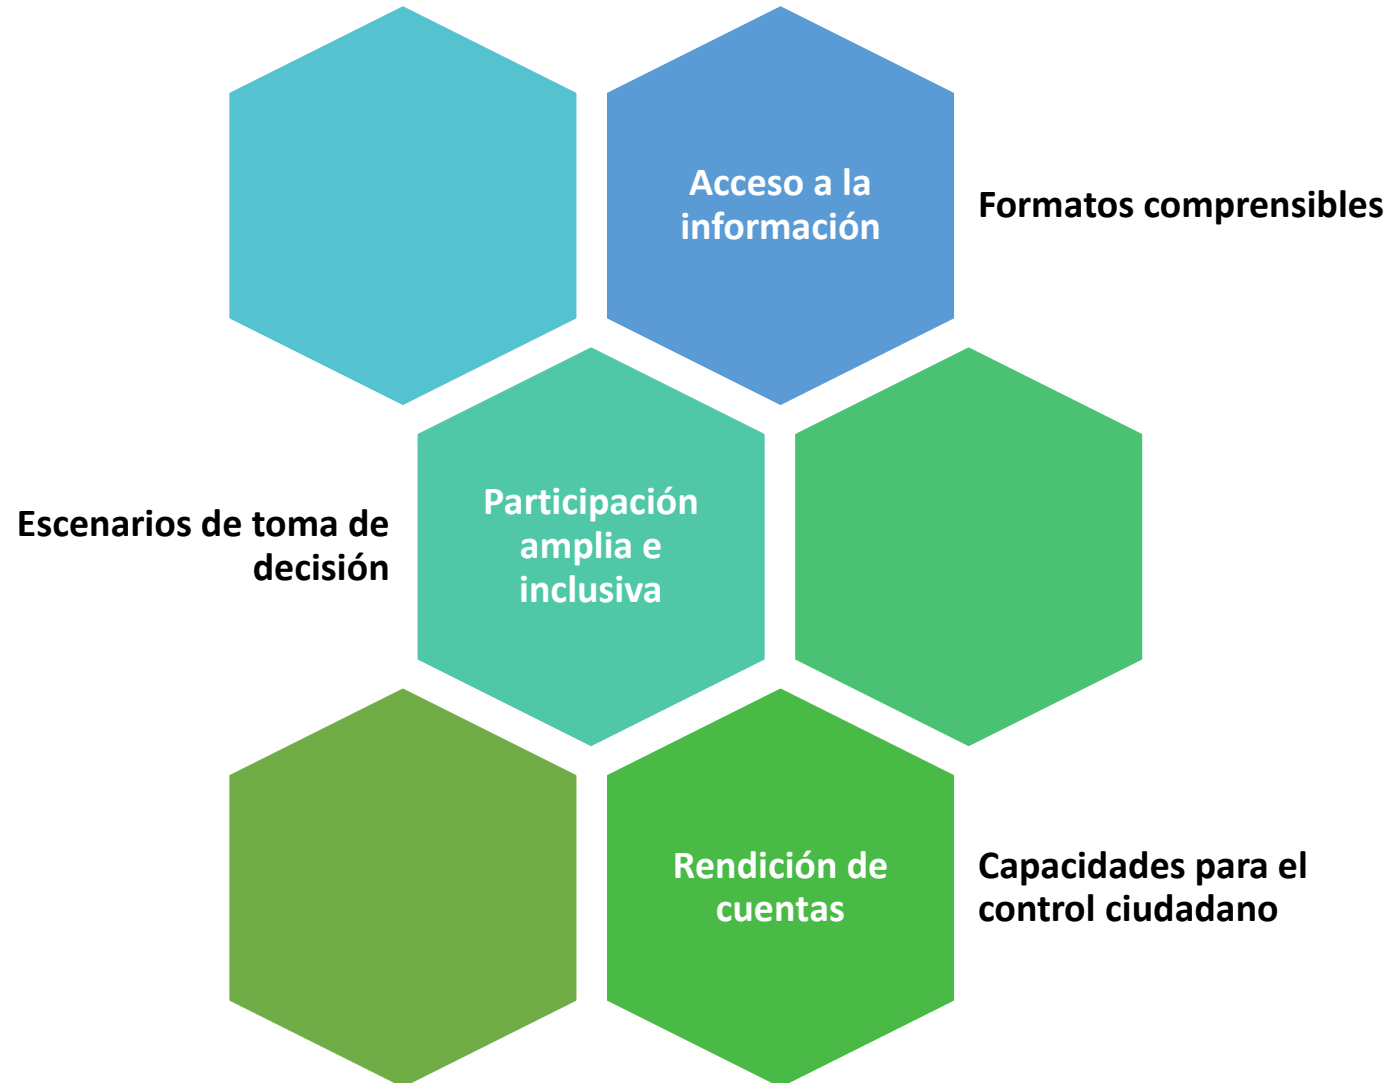 Acceso a la
información
Formatos comprensibles
Escenarios de toma de
decisión
Participación
amplia e
inclusiva
Rendición de
cuentas
Capacidades para el
control ciudadano